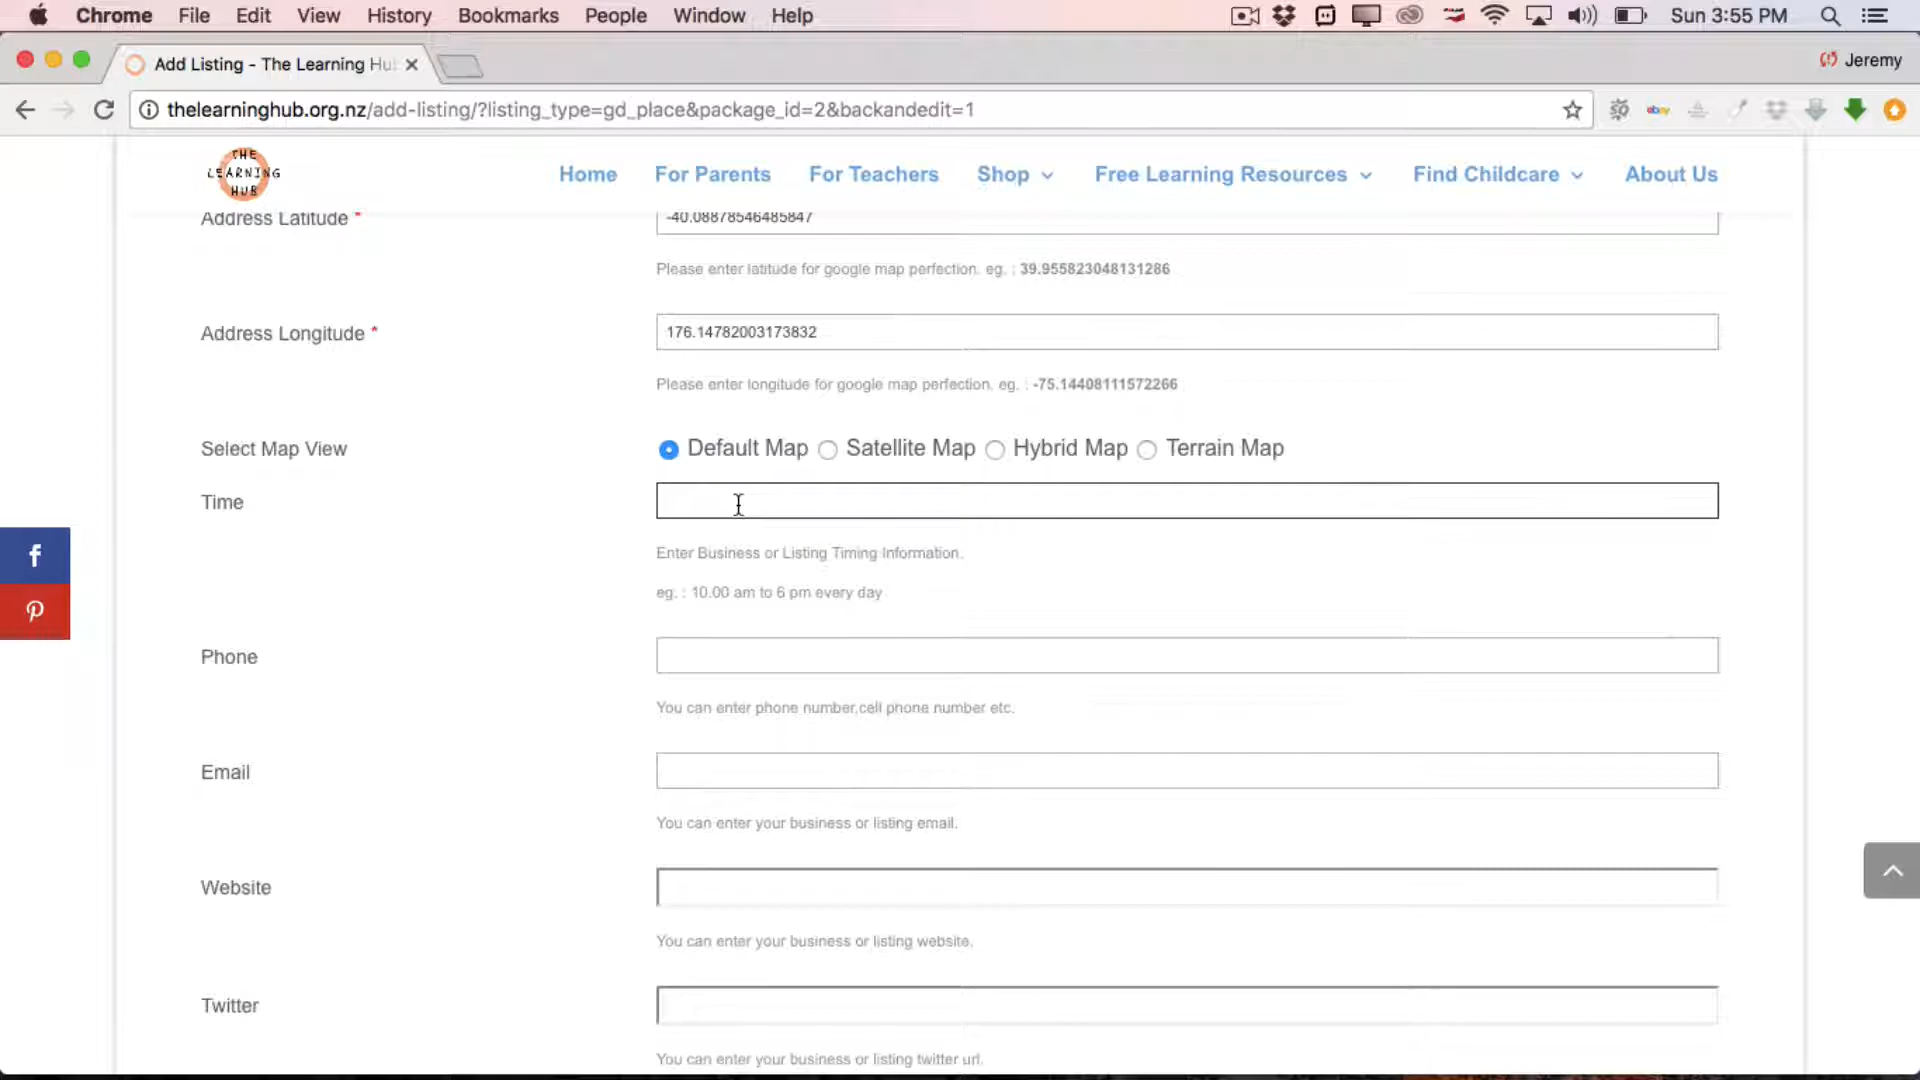 Chrome File Edit View History Bookmarks People Window Help Sun 3:55 PM
Add Listing - The Learning Hu
Jeremy
thelearninghub.org.nz/add-listing/?listing_type=gd_place&package_id=2&backandedit=1
ebay
THE
LEARNING
HUB
Home For Parents For Teachers Shop Free Learning Resources Find Childcare About Us
Address Latitude * -40.08878546485847
Please enter latitude for google map perfection. eg. : 39.955823048131286
Address Longitude * 176.14782003173832
Please enter longitude for google map perfection. eg. : -75.14408111572266
Select Map View Default Map Satellite Map Hybrid Map Terrain Map
Time
Enter Business or Listing Timing Information.
eg. : 10.00 am to 6 pm every day
Phone
You can enter phone number,cell phone number etc.
Email
You can enter your business or listing email.
Website
You can enter your business or listing website.
Twitter
You can enter your business or listing twitter url.